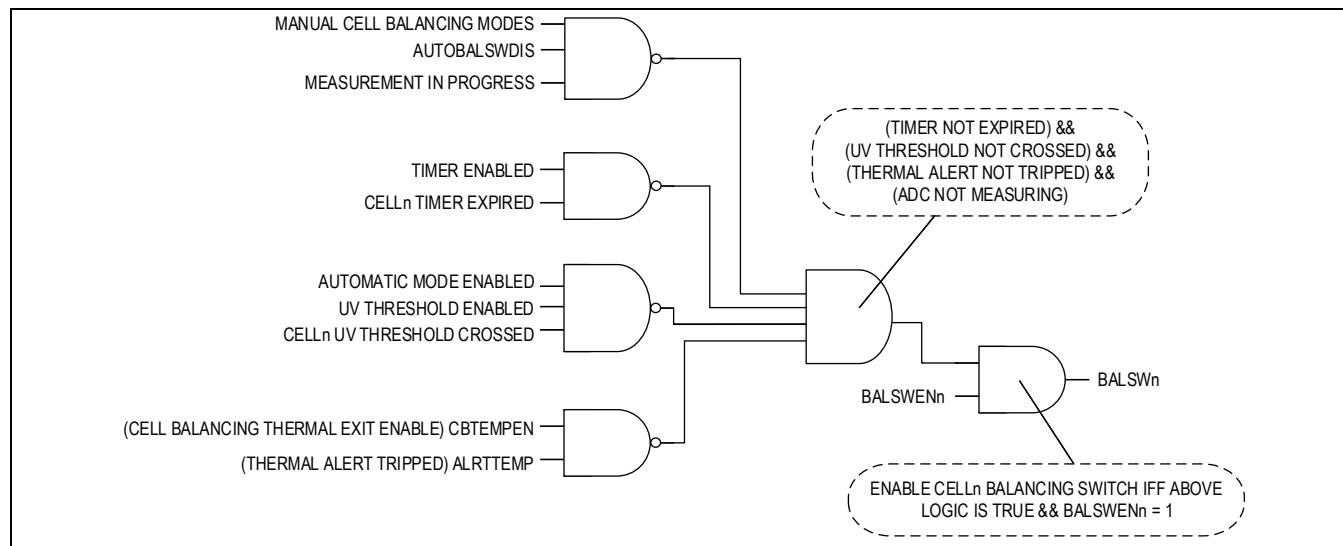 MANUAL CELL BALANCING MODES
AUTOBALSWDIS
MEASUREMENT IN PROGRESS
(TIMER NOT EXPIRED) &&
(UV THRESHOLD NOT CROSSED) &&
(THERMAL ALERT NOT TRIPPED) &&
(ADC NOT MEASURING)
TIMER ENABLED
CELLn TIMER EXPIRED
AUTOMATIC MODE ENABLED
UV THRESHOLD ENABLED
CELLn UV THRESHOLD CROSSED
BALSWENn
BALSWn
(CELL BALANCING THERMAL EXIT ENABLE) CBTEMPEN
(THERMAL ALERT TRIPPED) ALRTTEMP
ENABLE CELLn BALANCING SWITCH IFF ABOVE
LOGIC IS TRUE && BALSWENn = 1